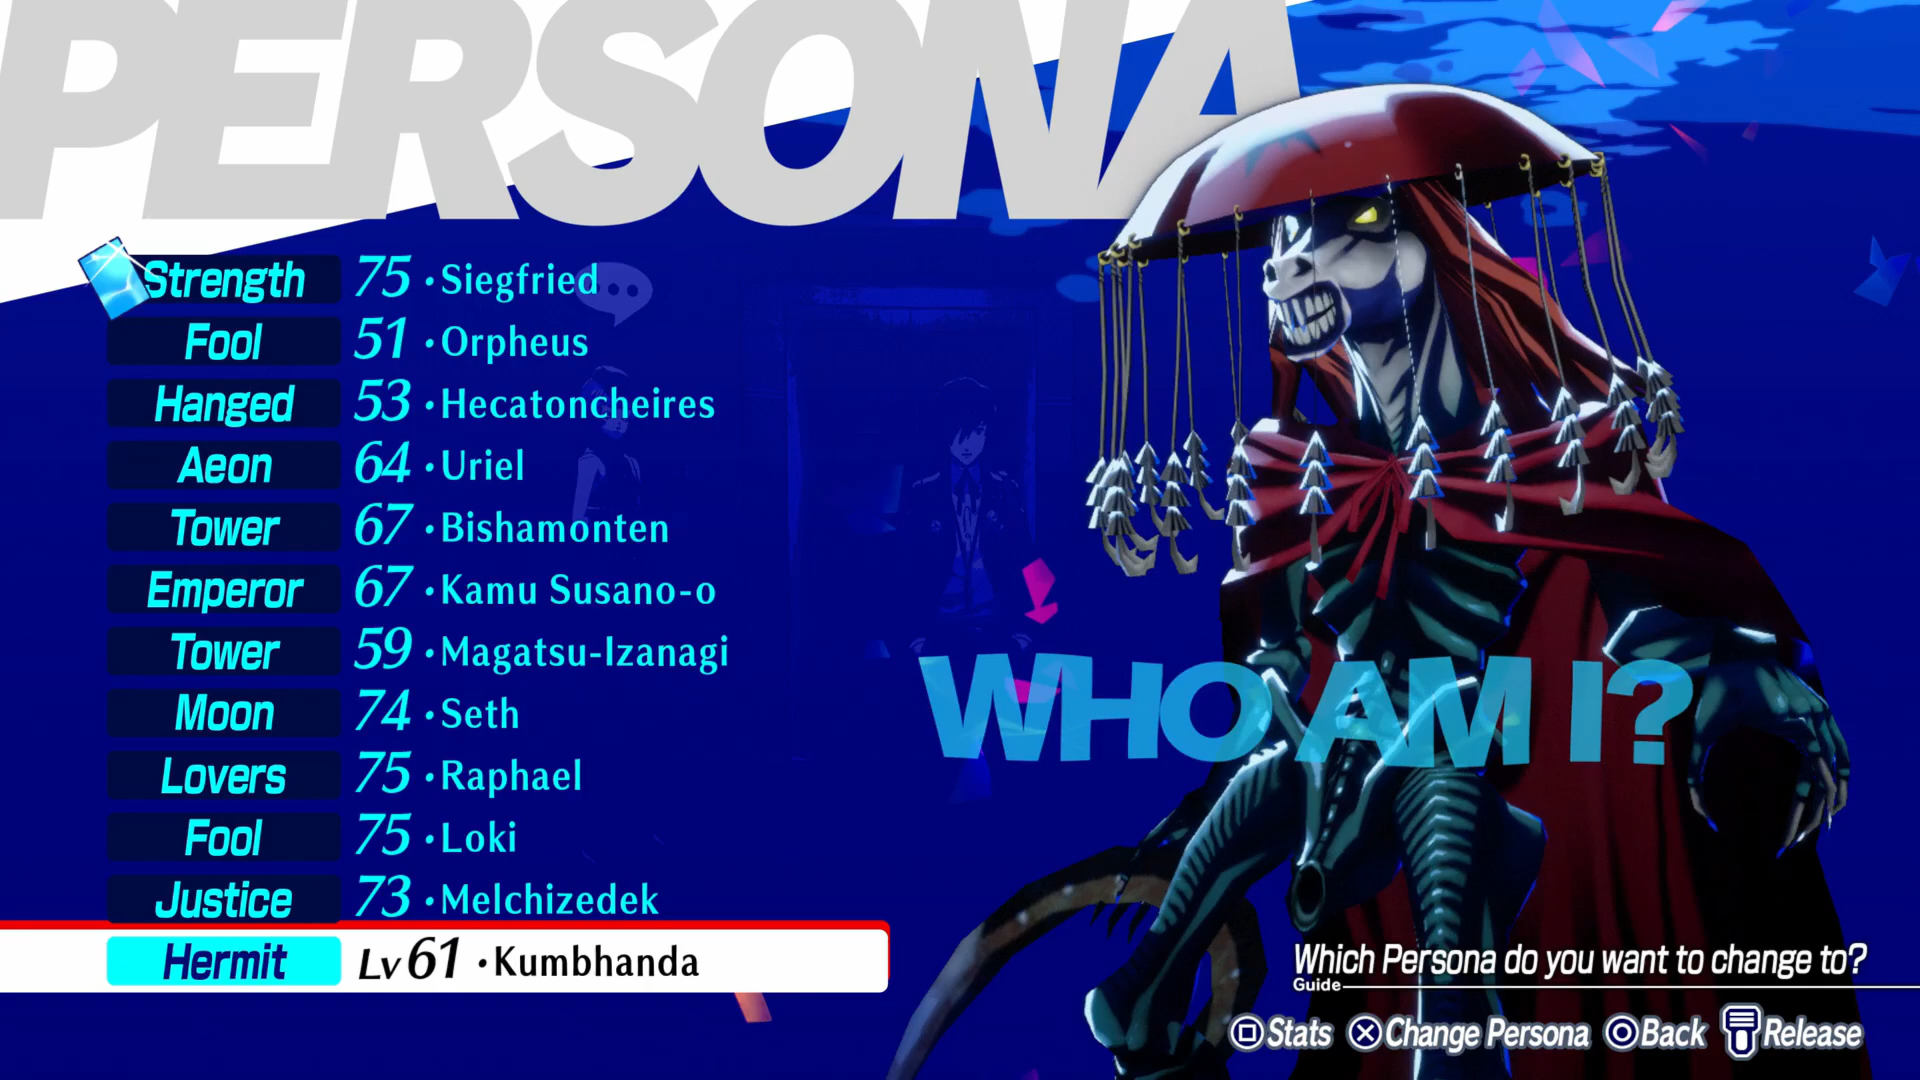 PERSONA
Strength 75 · Siegfried
Fool 51 · Orpheus
Hanged 53 · Hecatoncheires
Aeon 64 · Uriel
Tower 67 · Bishamonten
Emperor 67 · Kamu Susano-o
Tower 59 · Magatsu-Izanagi
Moon 74 · Seth
Lovers 75 · Raphael
Fool 75 · Loki
Justice 73 · Melchizedek
Hermit Lv 61 · Kumbhanda
WHO AM I?
Which Persona do you want to change to?
Guide
Stats Change Persona Back Release